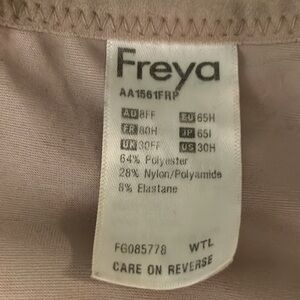 Freya
AA1561FRP
AU 8FF EU 65H
FR 80H JP 65I
UK 30FF US 30H
64% Polyester
28% Nylon/Polyamide
8% Elastane
FG085778 WTL
CARE ON REVERSE